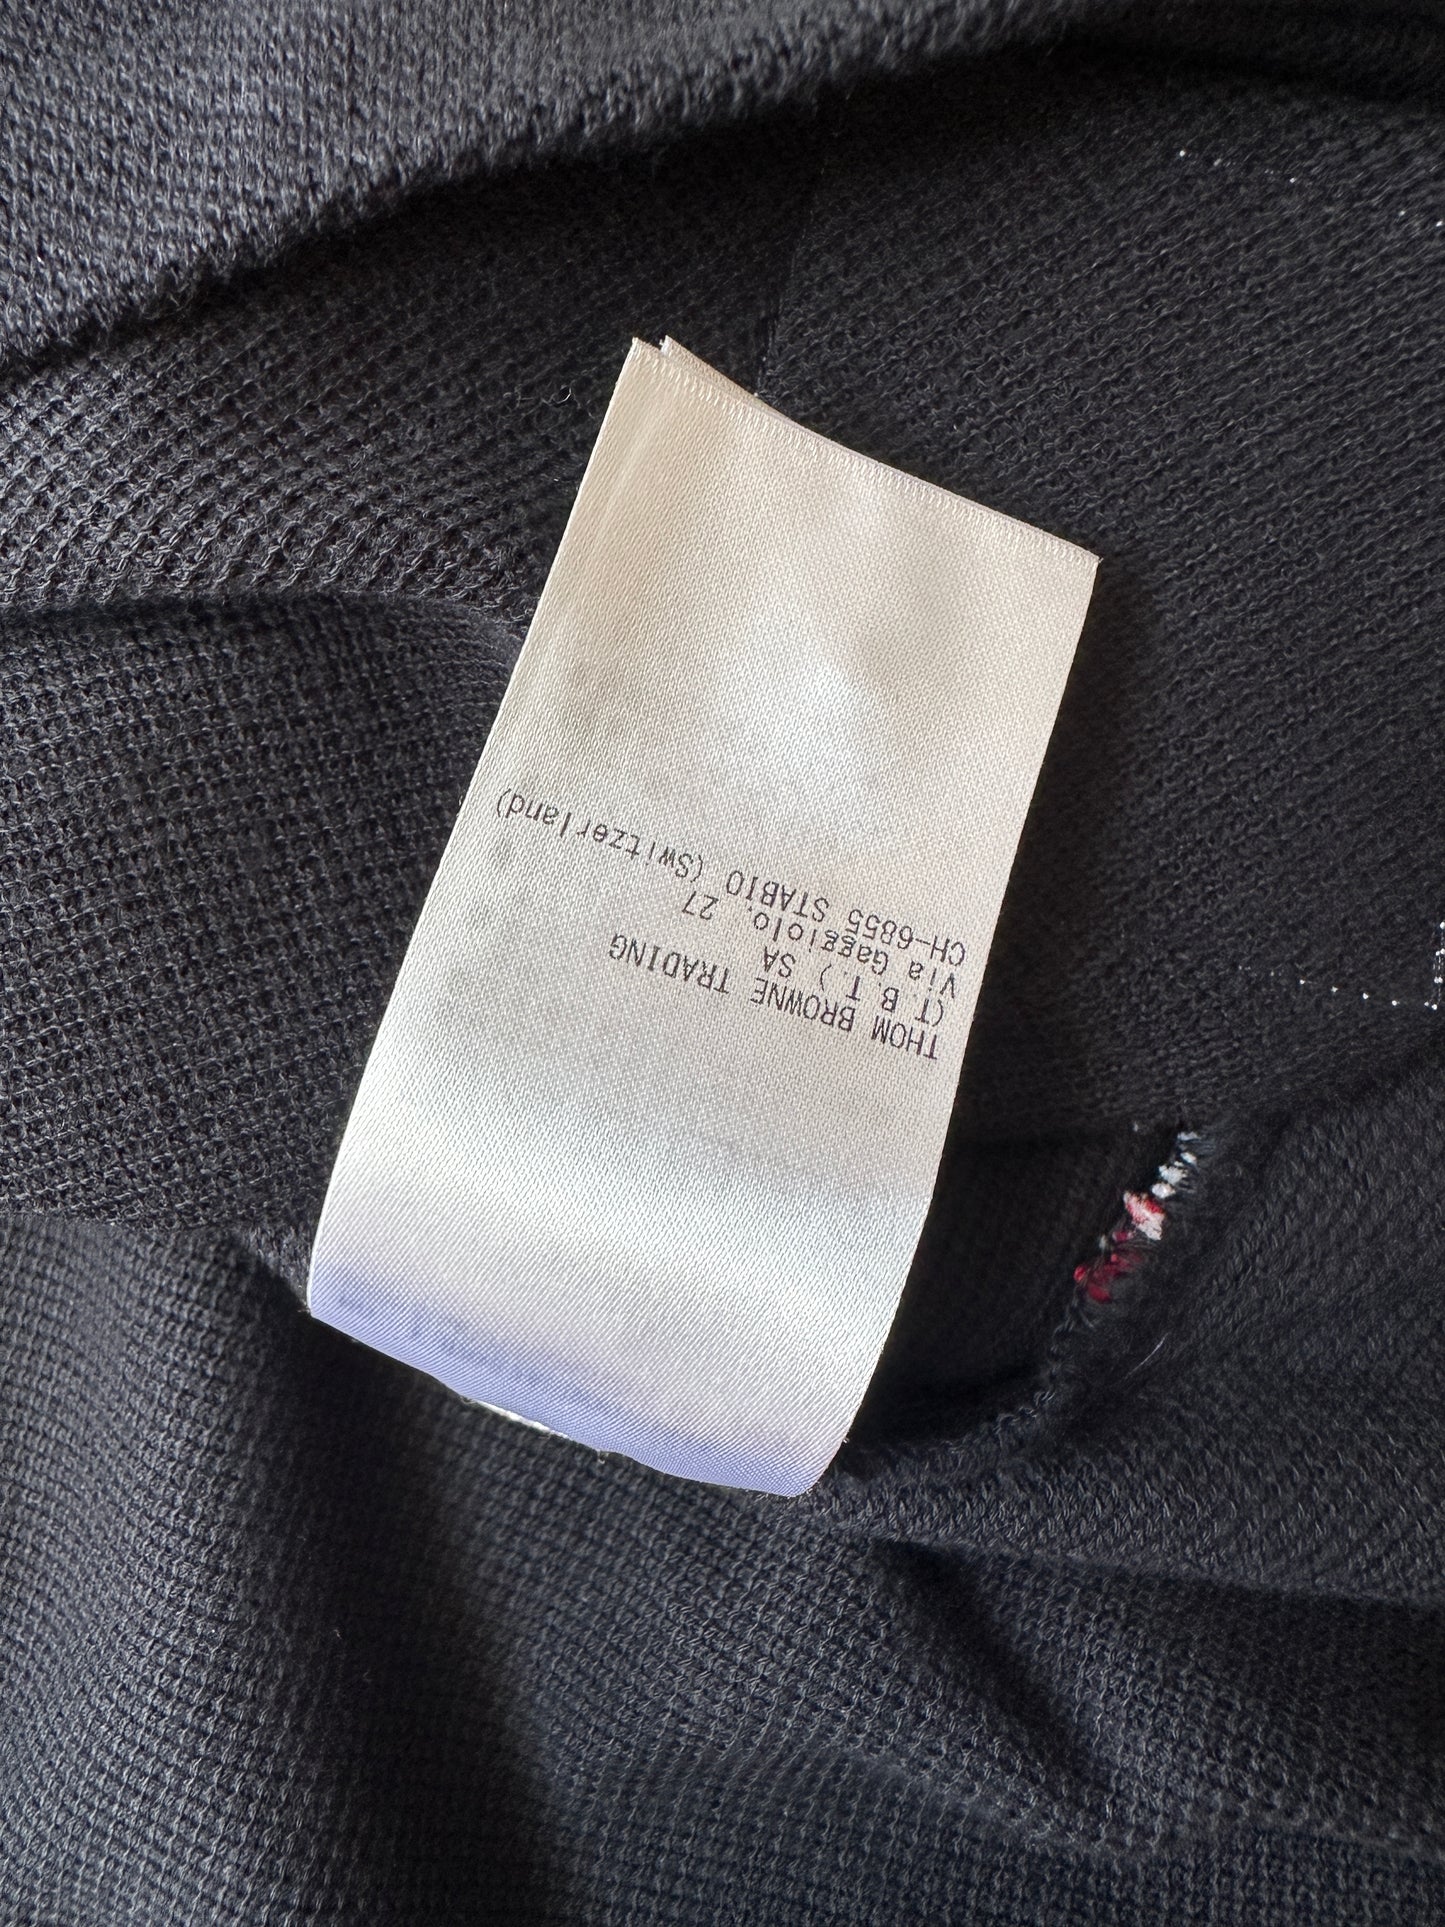 THOM BROWNE TRADING
(T.B.T.) SA
Via Gaggiolo, 27
CH-6855 STABIO (Switzerland)